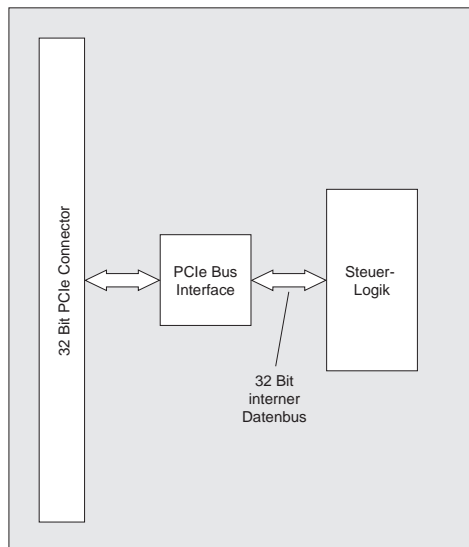 32 Bit PCIe Connector
PCIe Bus
Interface
Steuer-
Logik
32 Bit
interner
Datenbus